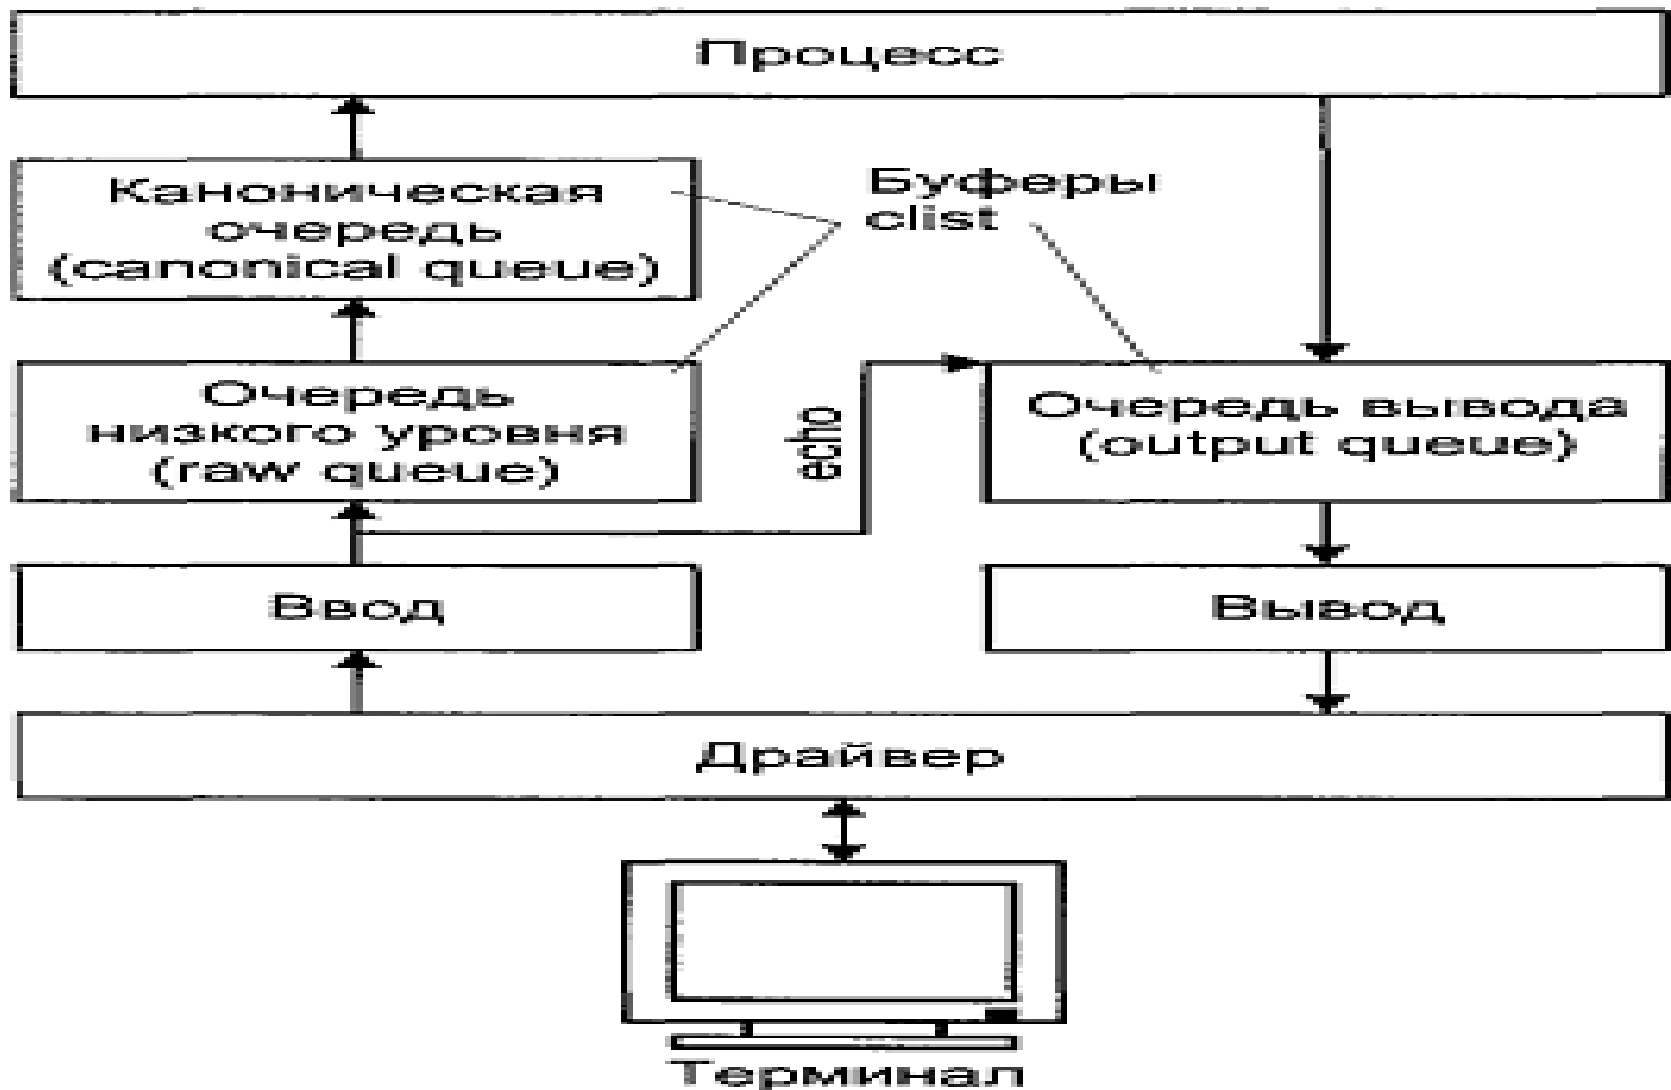 Процесс
Каноническая
очередь
(canonical queue)
Буферы
clist
Очередь
низкого уровня
(raw queue)
echo
Очередь вывода
(output queue)
Ввод
Вывод
Драйвер
Терминал